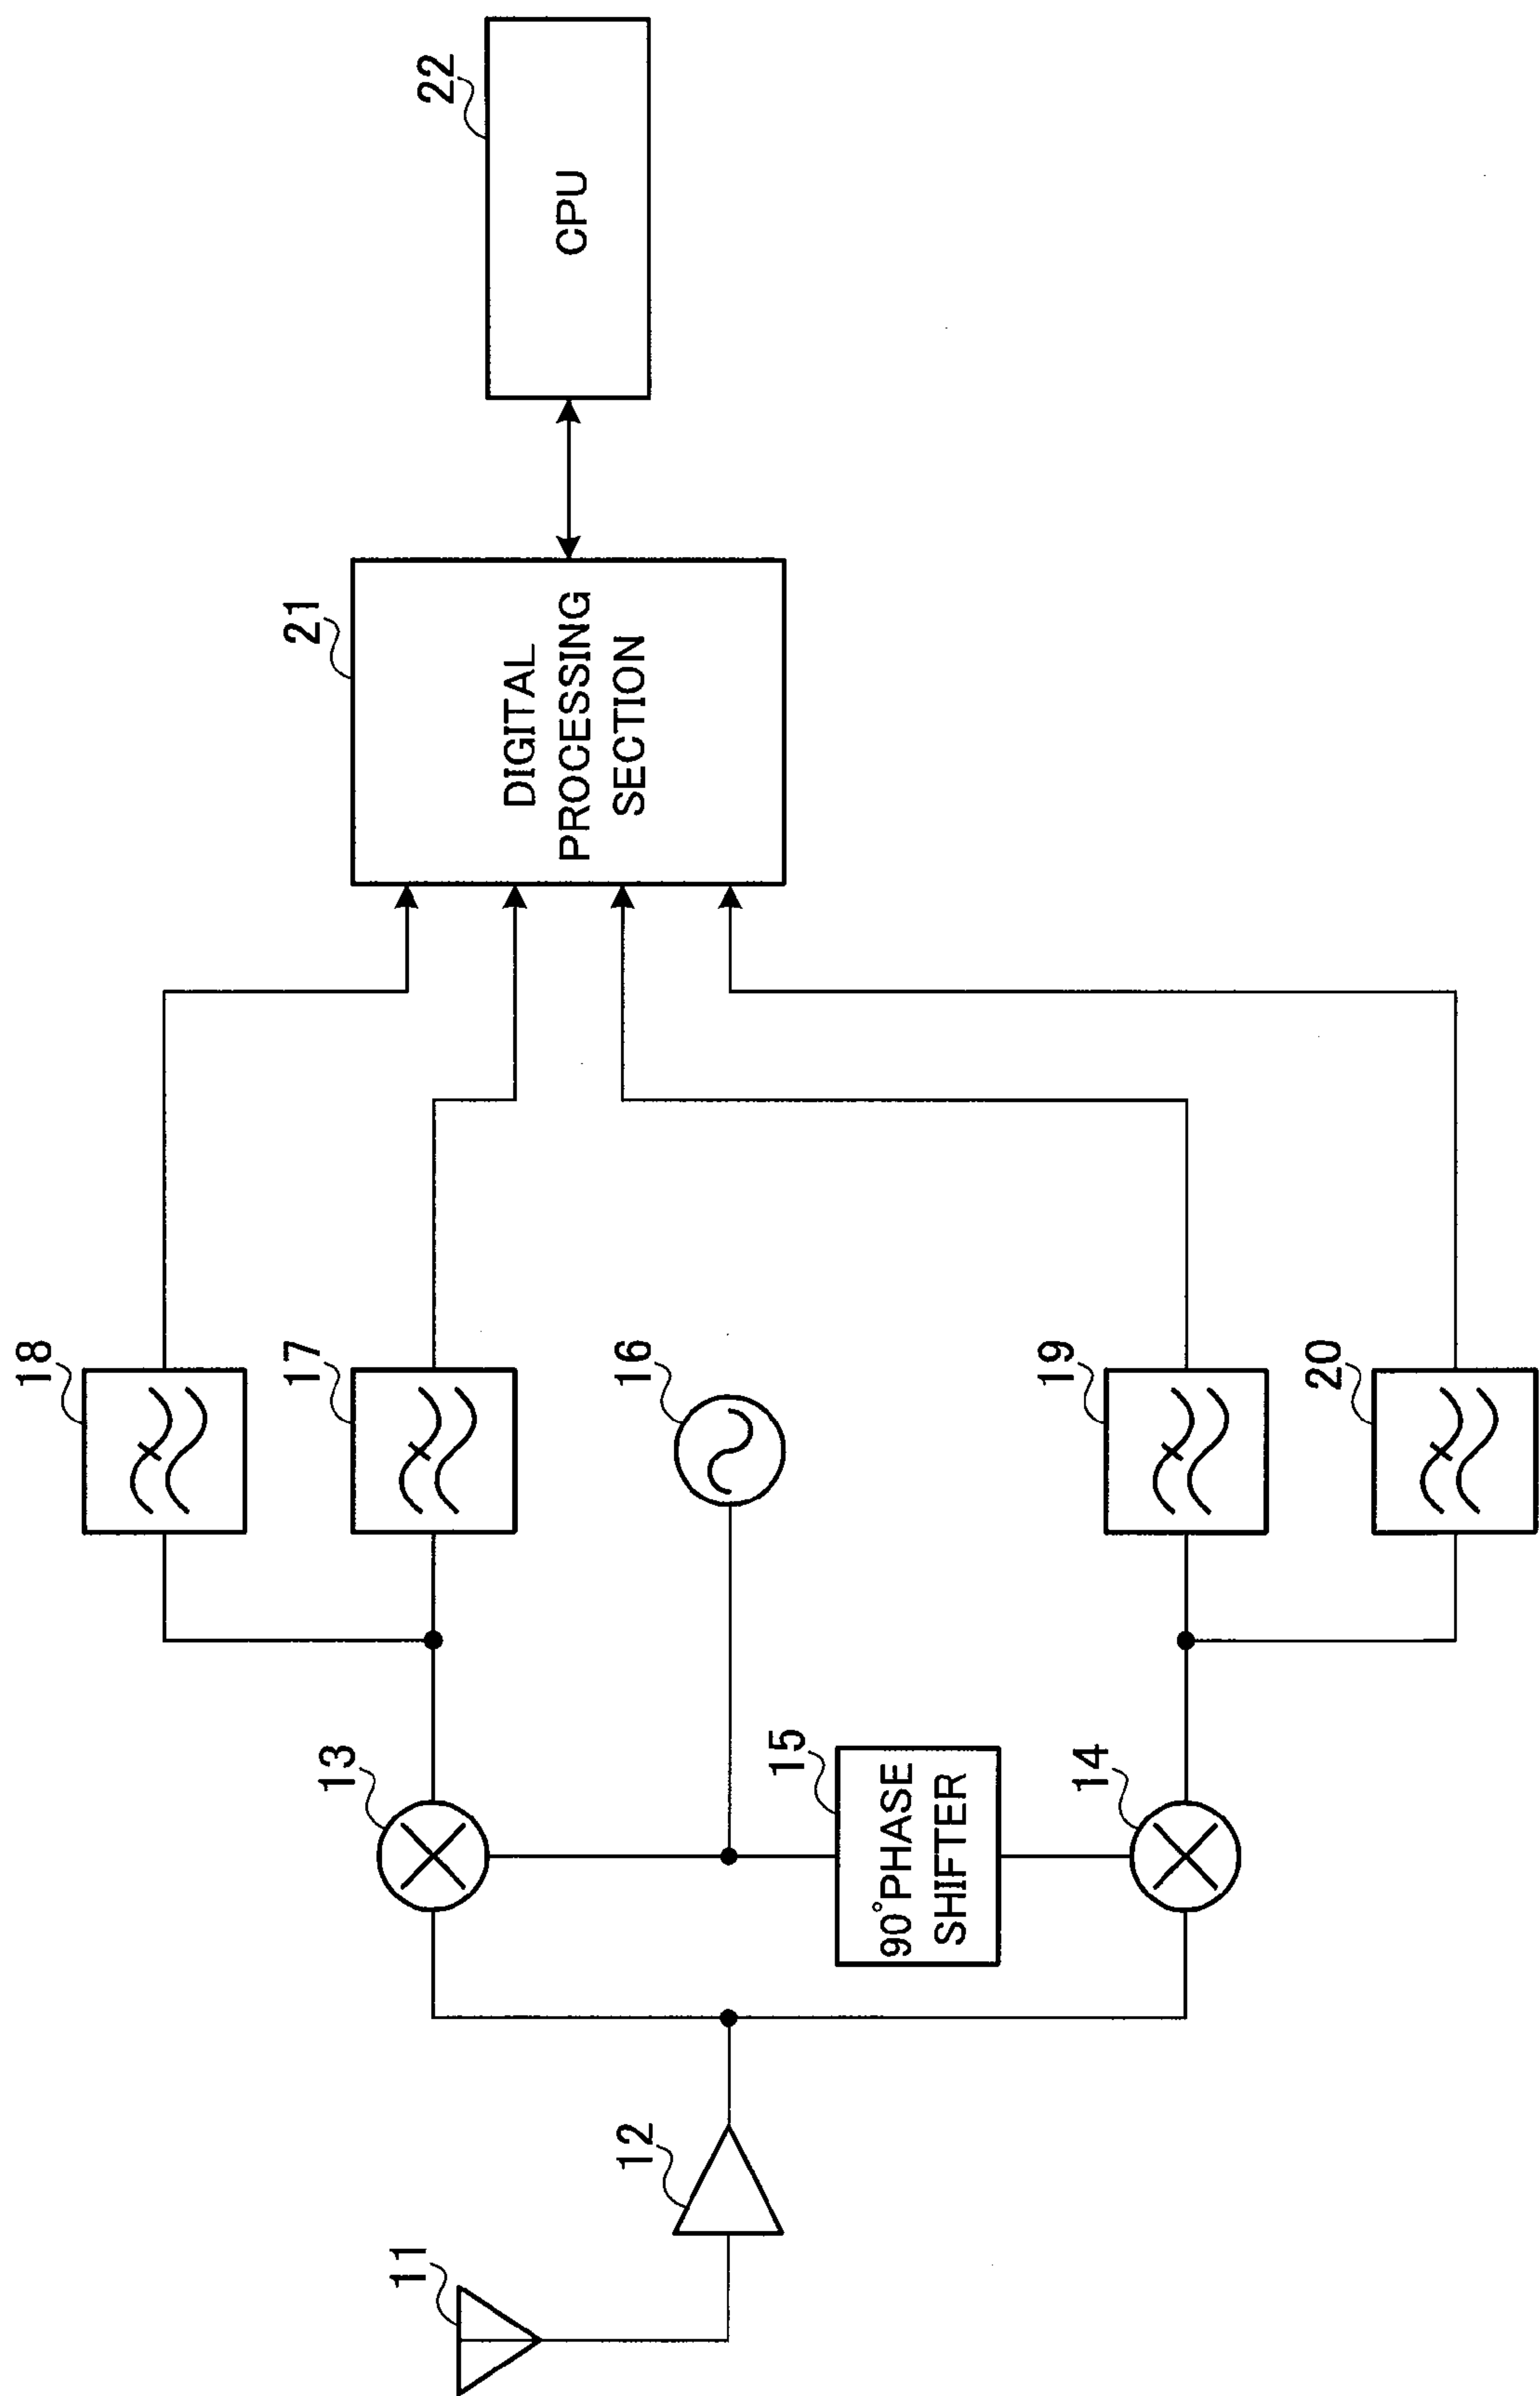 18
22
21
CPU
17
DIGITAL
PROCESSING
SECTION
13
11
16
12
15
90°PHASE
SHIFTER
19
14
20